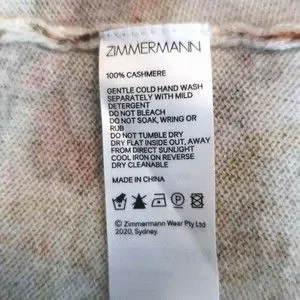 ZIMMERMANN
100% CASHMERE
GENTLE COLD HAND WASH
SEPARATELY WITH MILD
DETERGENT
DO NOT BLEACH
DO NOT SOAK, WRING OR
RUB
DO NOT TUMBLE DRY
DRY FLAT INSIDE OUT, AWAY
FROM DIRECT SUNLIGHT
COOL IRON ON REVERSE
DRY CLEANABLE
MADE IN CHINA
P
© Zimmermann Wear Pty Ltd
2020, Sydney.